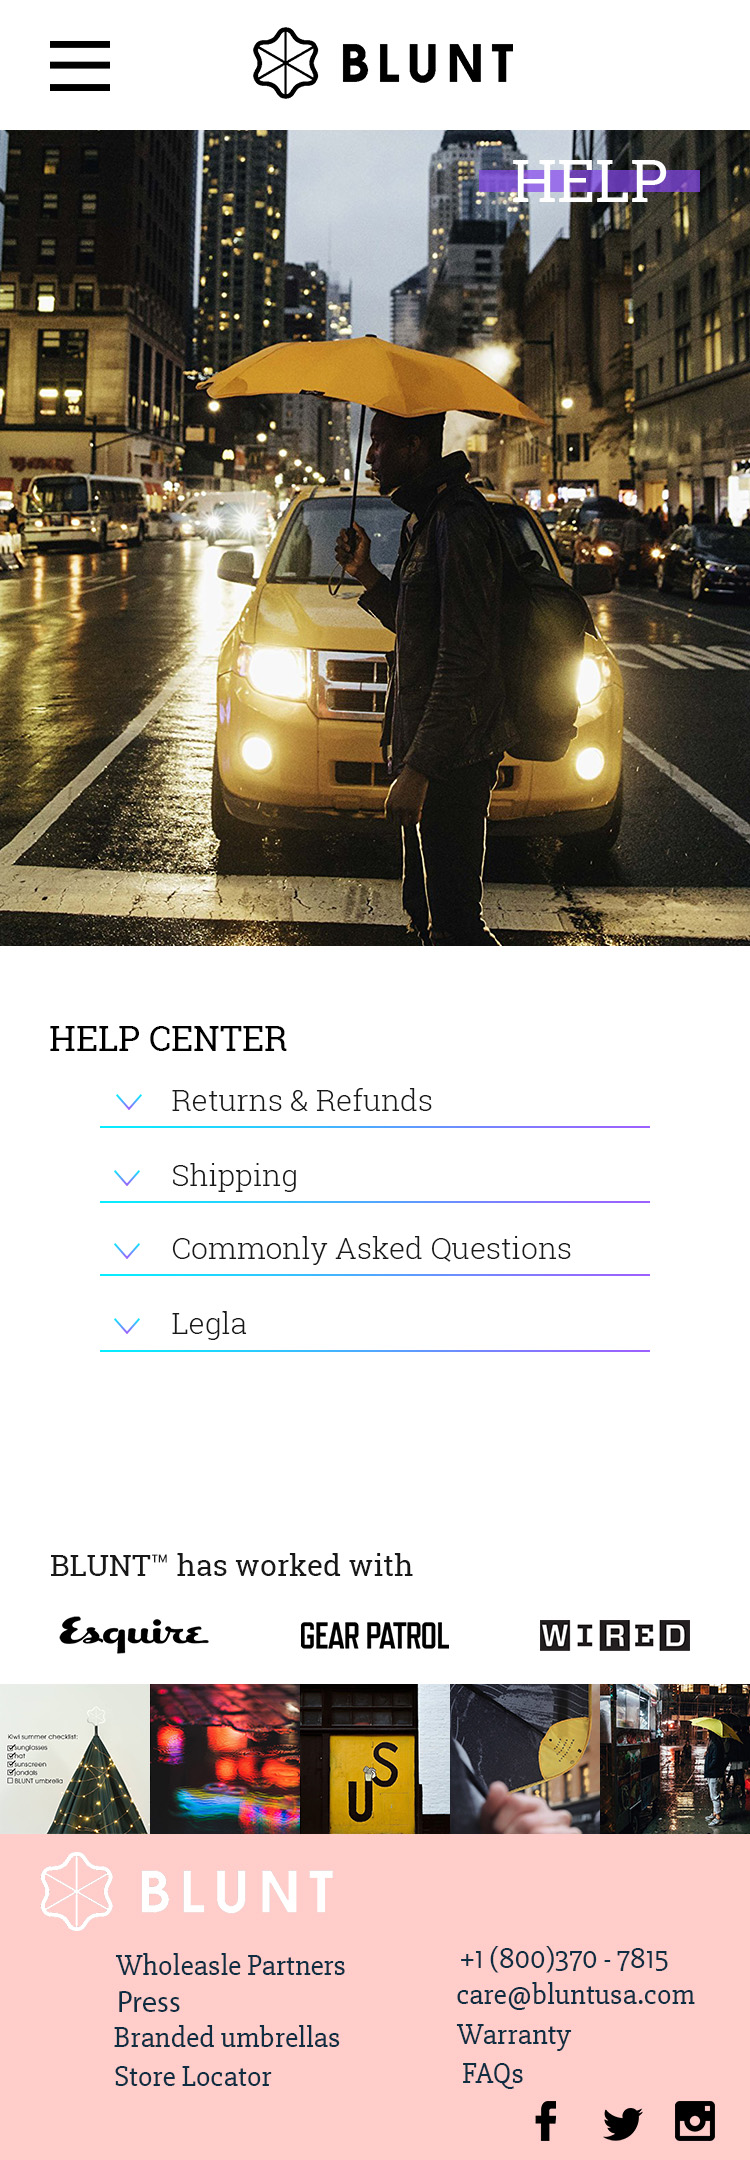 BLUNT
HELP
HELP CENTER
Returns & Refunds
Shipping
Commonly Asked Questions
Legla
BLUNT™ has worked with
Esquire
GEAR PATROL
WIRED
Kiwi summer checklist:
sunglasses
hat
sunscreen
jandals
BLUNT umbrella
US
BLUNT
Wholeasle Partners
Press
Branded umbrellas
Store Locator
+1 (800)370 - 7815
care@bluntusa.com
Warranty
FAQs